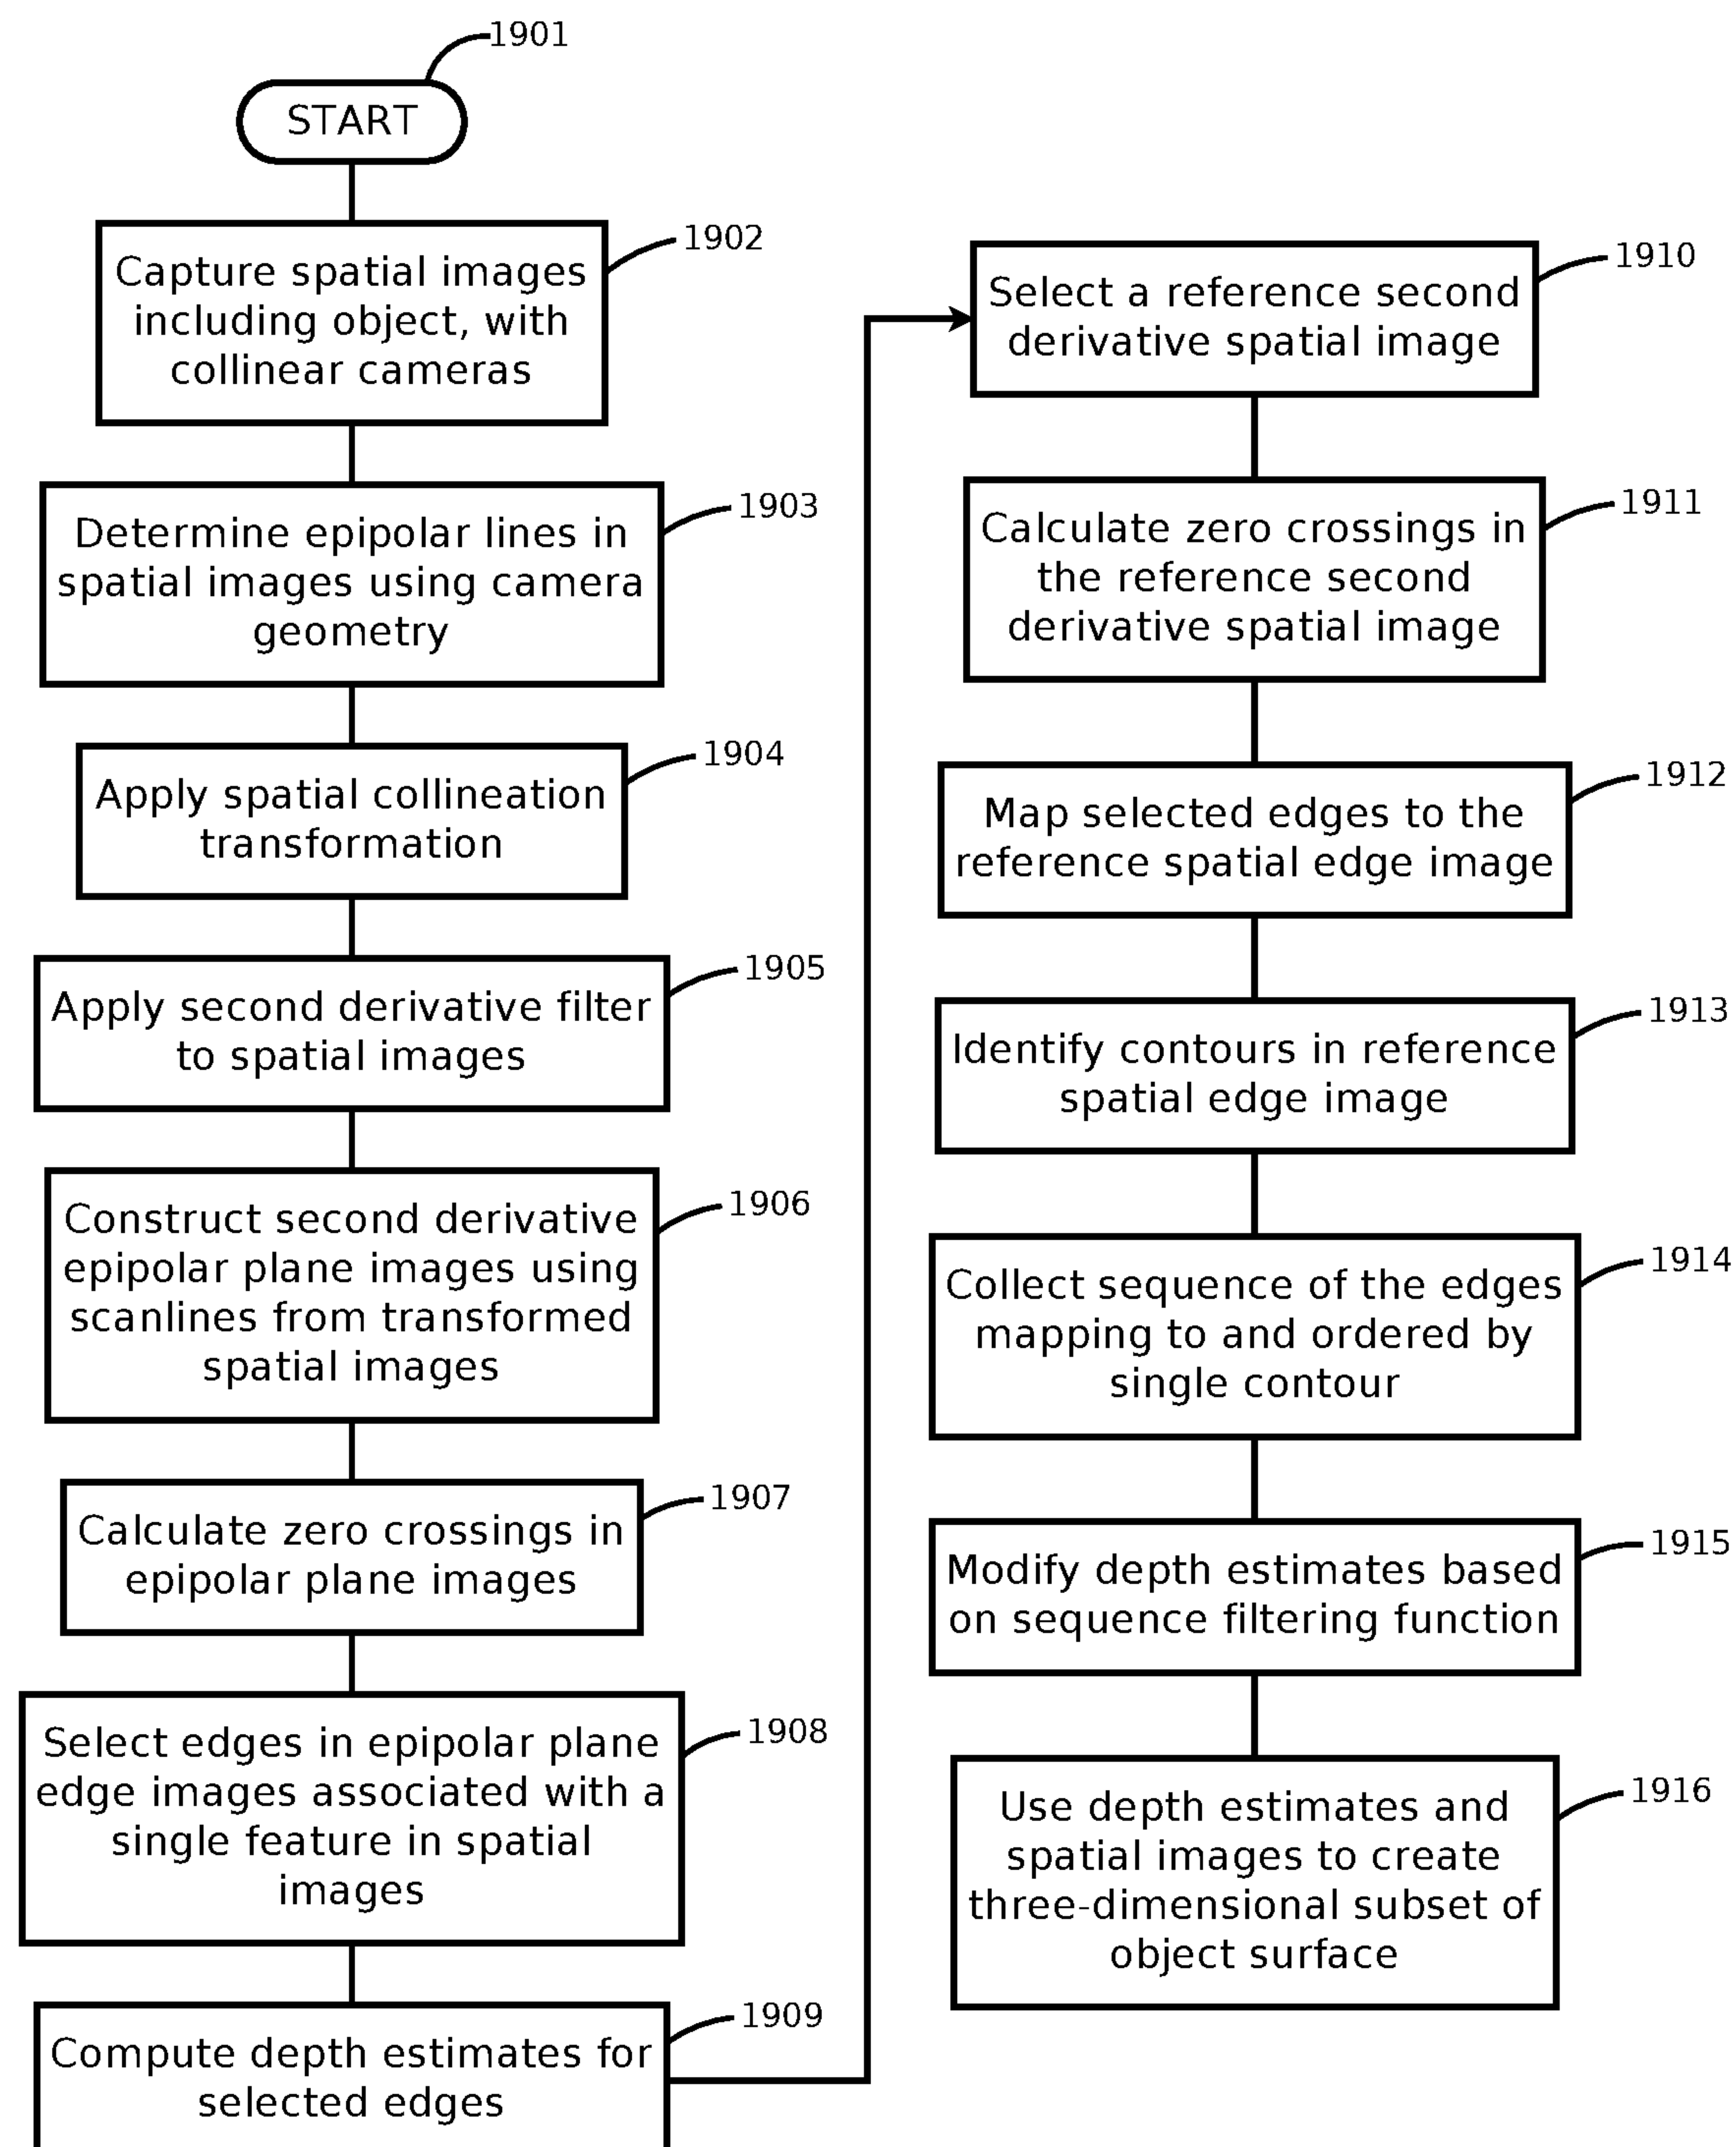 1901
START
1902
Capture spatial images
including object, with
collinear cameras
1903
Determine epipolar lines in
spatial images using camera
geometry
1904
Apply spatial collineation
transformation
1905
Apply second derivative filter
to spatial images
1906
Construct second derivative
epipolar plane images using
scanlines from transformed
spatial images
1907
Calculate zero crossings in
epipolar plane images
1908
Select edges in epipolar plane
edge images associated with a
single feature in spatial
images
1909
Compute depth estimates for
selected edges
1910
Select a reference second
derivative spatial image
1911
Calculate zero crossings in
the reference second
derivative spatial image
1912
Map selected edges to the
reference spatial edge image
1913
Identify contours in reference
spatial edge image
1914
Collect sequence of the edges
mapping to and ordered by
single contour
1915
Modify depth estimates based
on sequence filtering function
1916
Use depth estimates and
spatial images to create
three-dimensional subset of
object surface